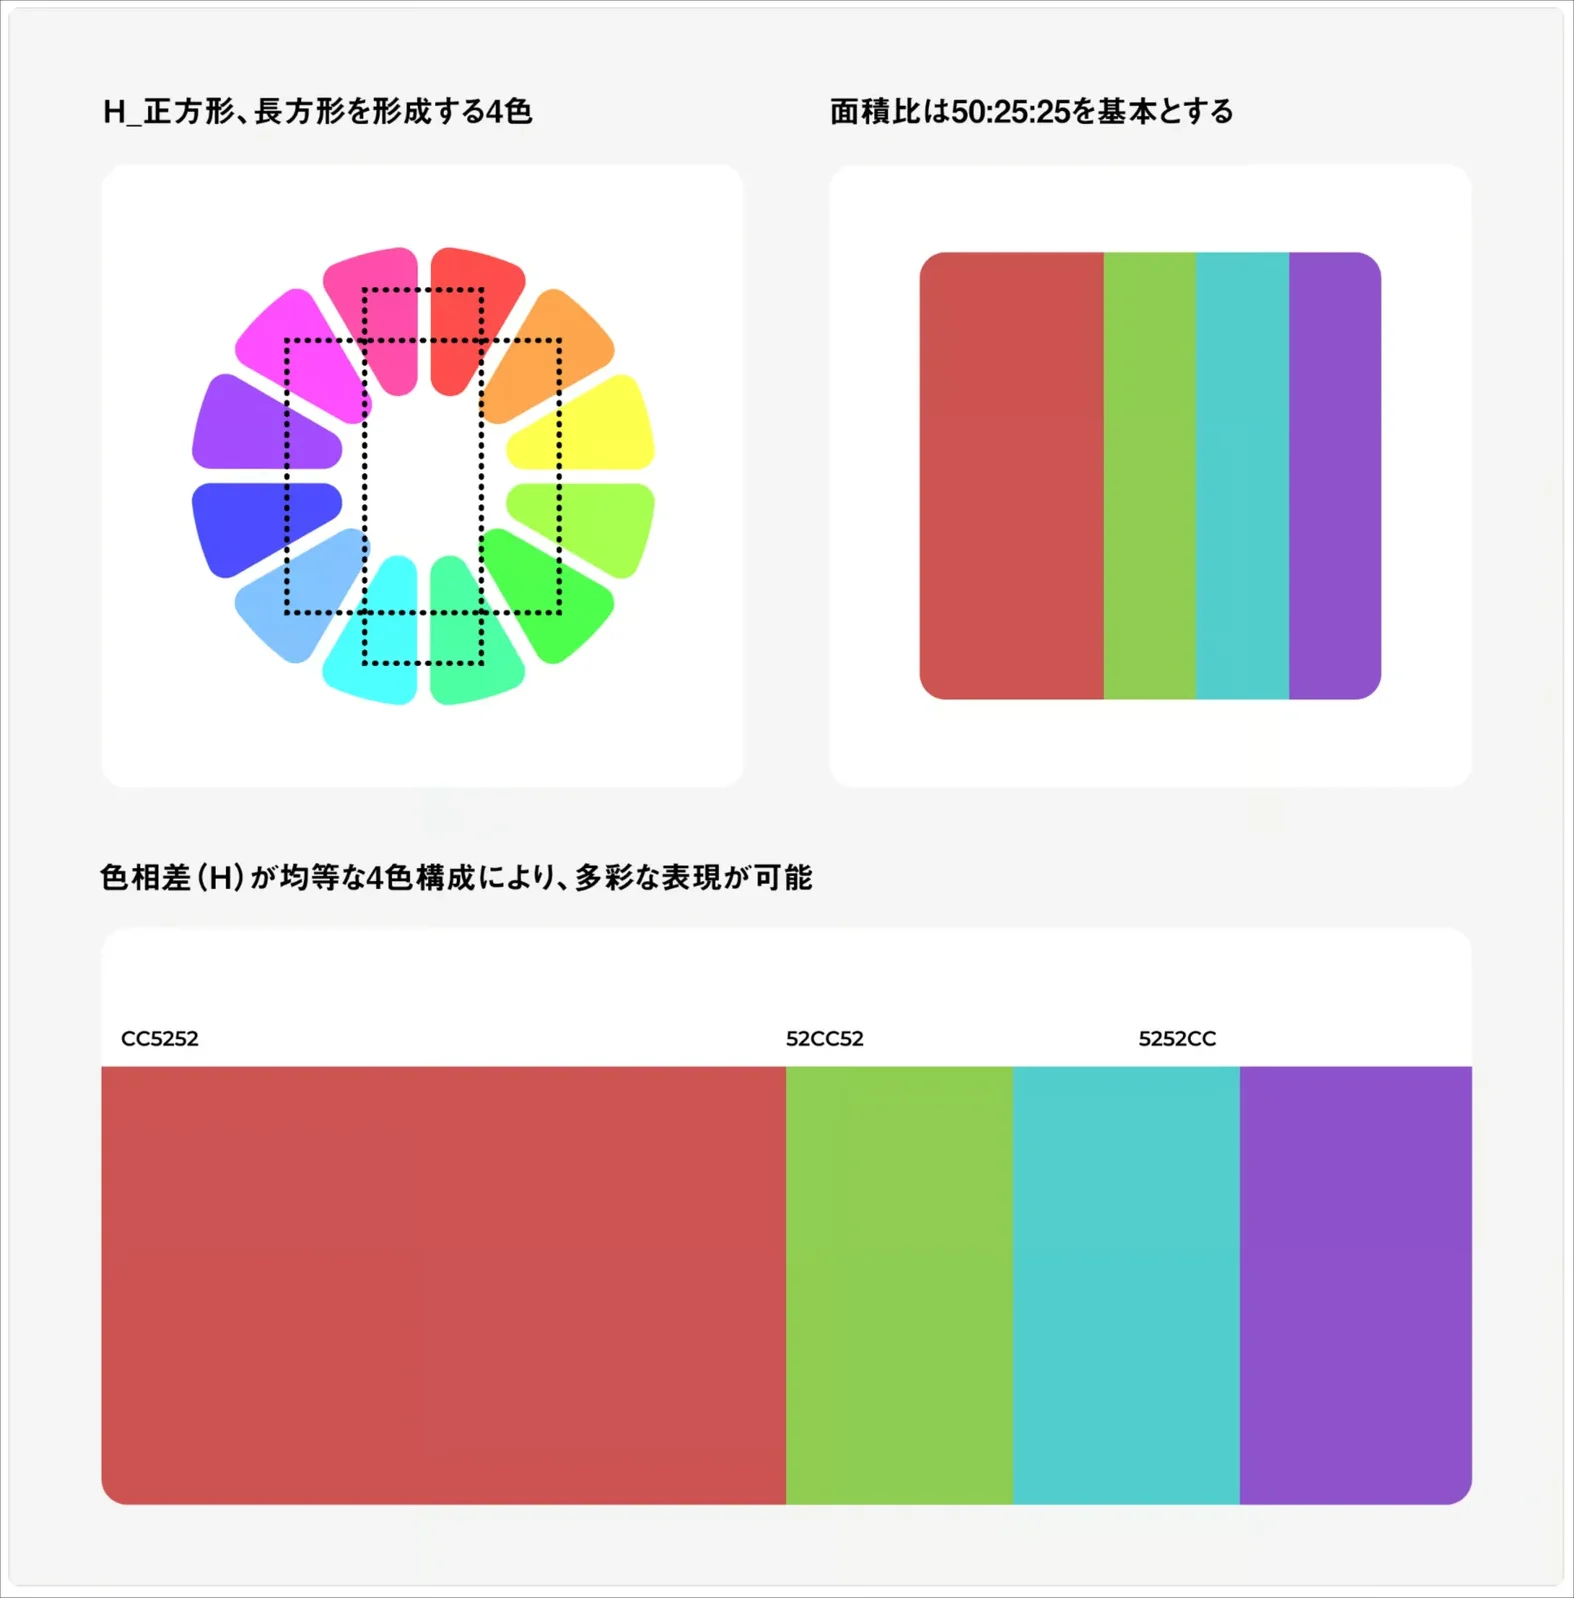 H_正方形、長方形を形成する4色
面積比は50:25:25を基本とする
色相差(H)が均等な4色構成により、多彩な表現が可能
CC5252
52CC52
5252CC